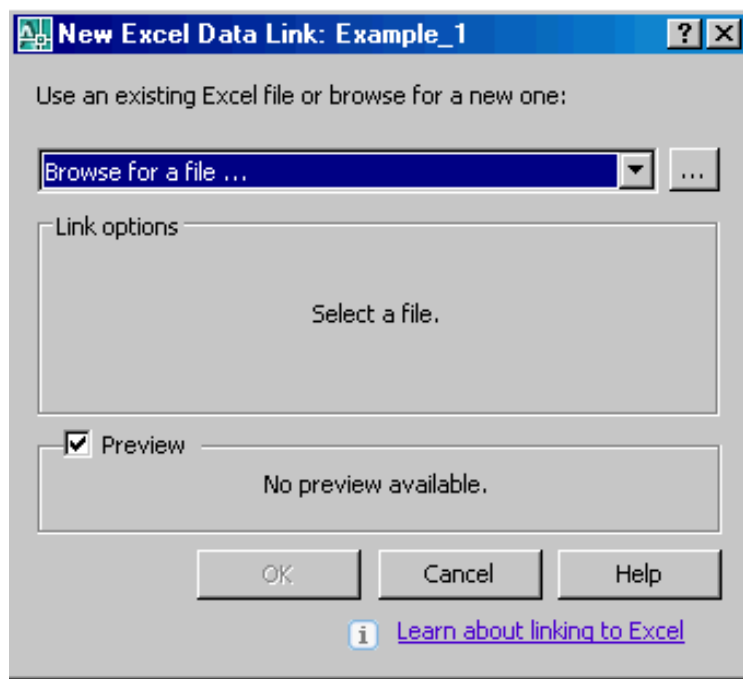 New Excel Data Link: Example_1
Use an existing Excel file or browse for a new one:
Browse for a file ...
...
Link options
Select a file.
Preview
No preview available.
OK Cancel Help
Learn about linking to Excel